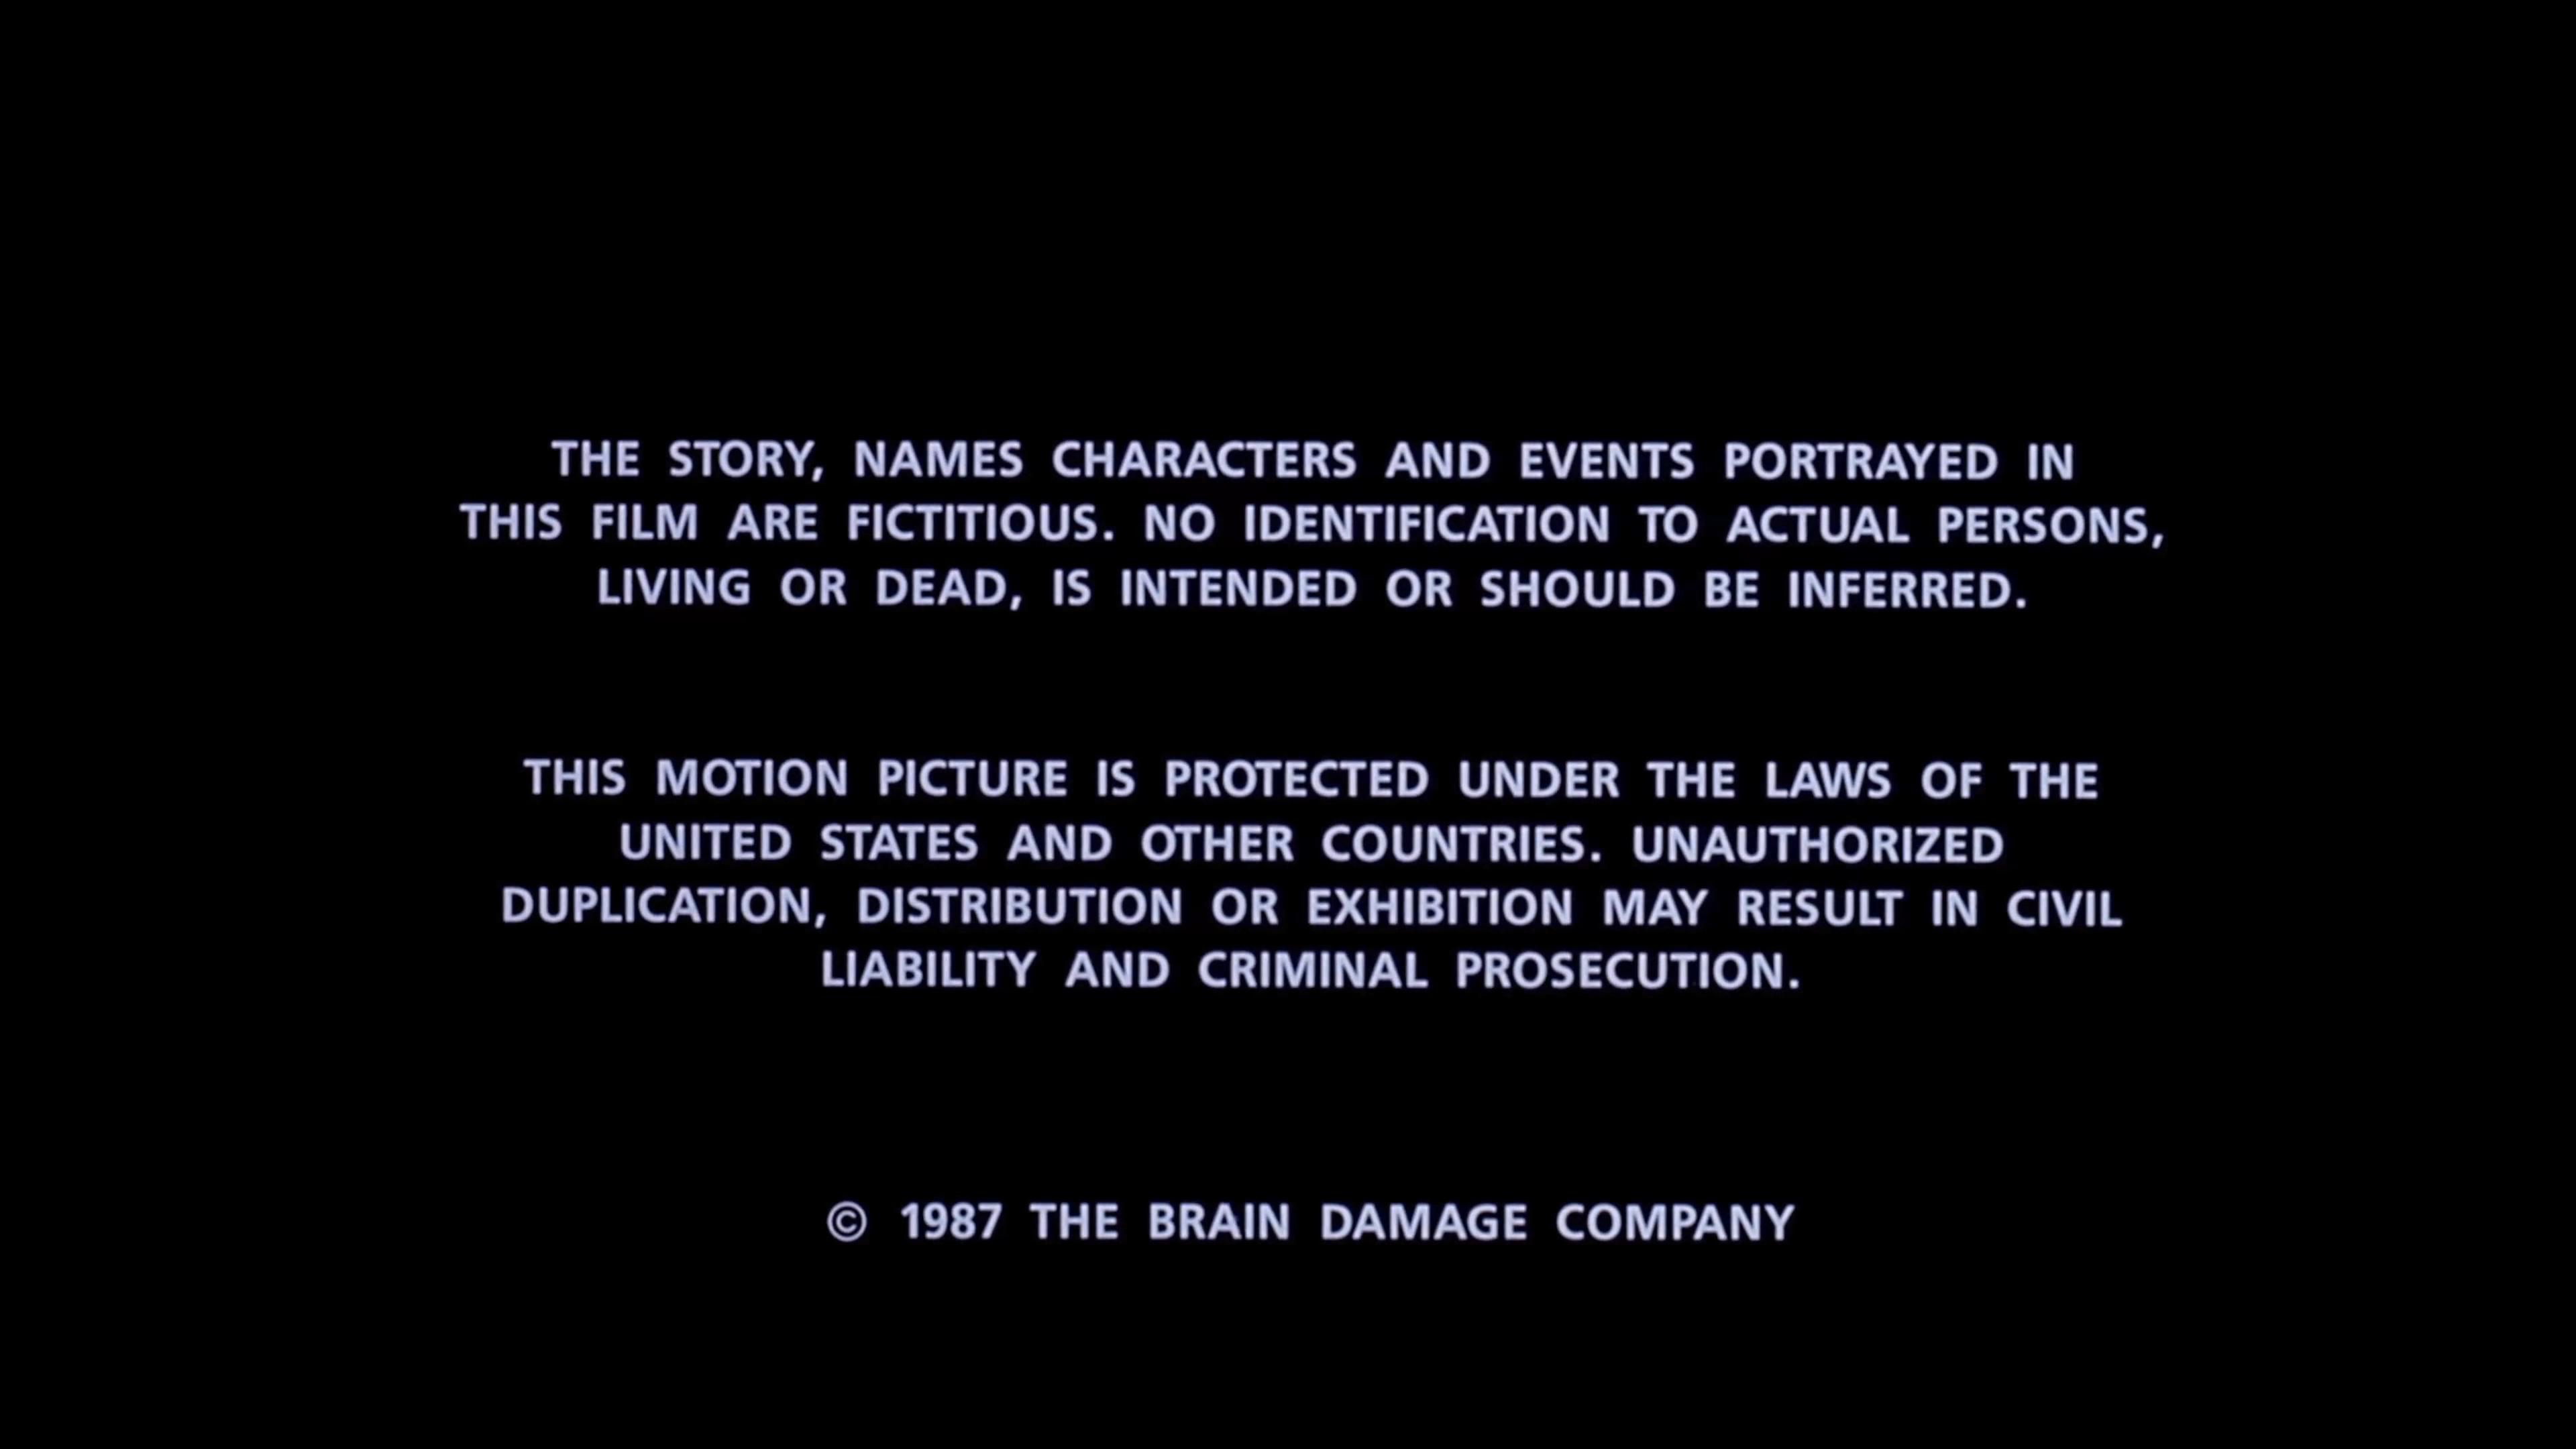 THE STORY, NAMES CHARACTERS AND EVENTS PORTRAYED IN
THIS FILM ARE FICTITIOUS. NO IDENTIFICATION TO ACTUAL PERSONS,
LIVING OR DEAD, IS INTENDED OR SHOULD BE INFERRED.
THIS MOTION PICTURE IS PROTECTED UNDER THE LAWS OF THE
UNITED STATES AND OTHER COUNTRIES. UNAUTHORIZED
DUPLICATION, DISTRIBUTION OR EXHIBITION MAY RESULT IN CIVIL
LIABILITY AND CRIMINAL PROSECUTION.
© 1987 THE BRAIN DAMAGE COMPANY